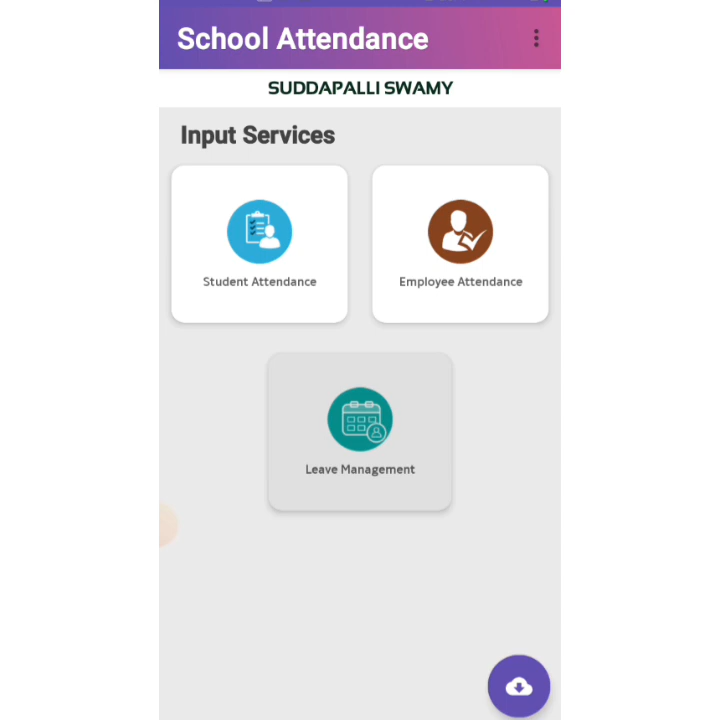 School Attendance
SUDDAPALLI SWAMY
Input Services
Student Attendance
Employee Attendance
Leave Management